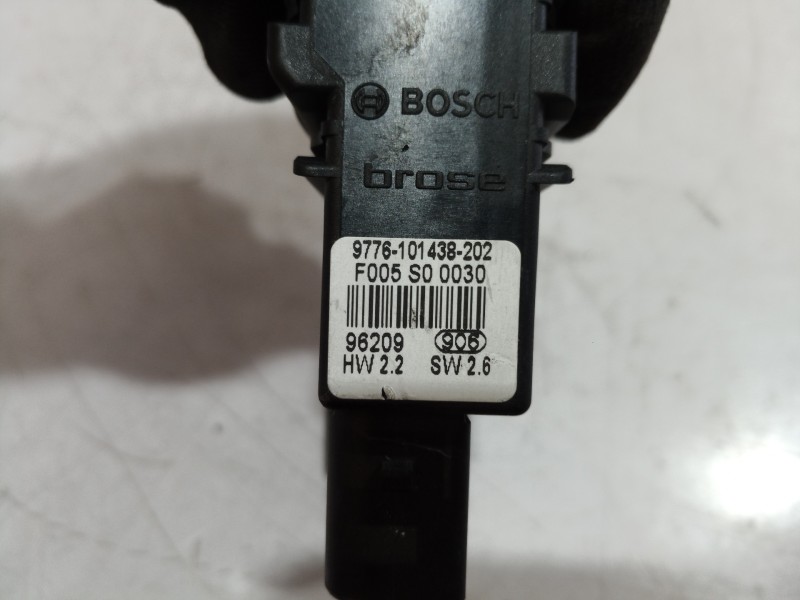 BOSCH
brose
9776-101438-202
F005 S0 0030
96209 906
HW 2.2 SW 2.6